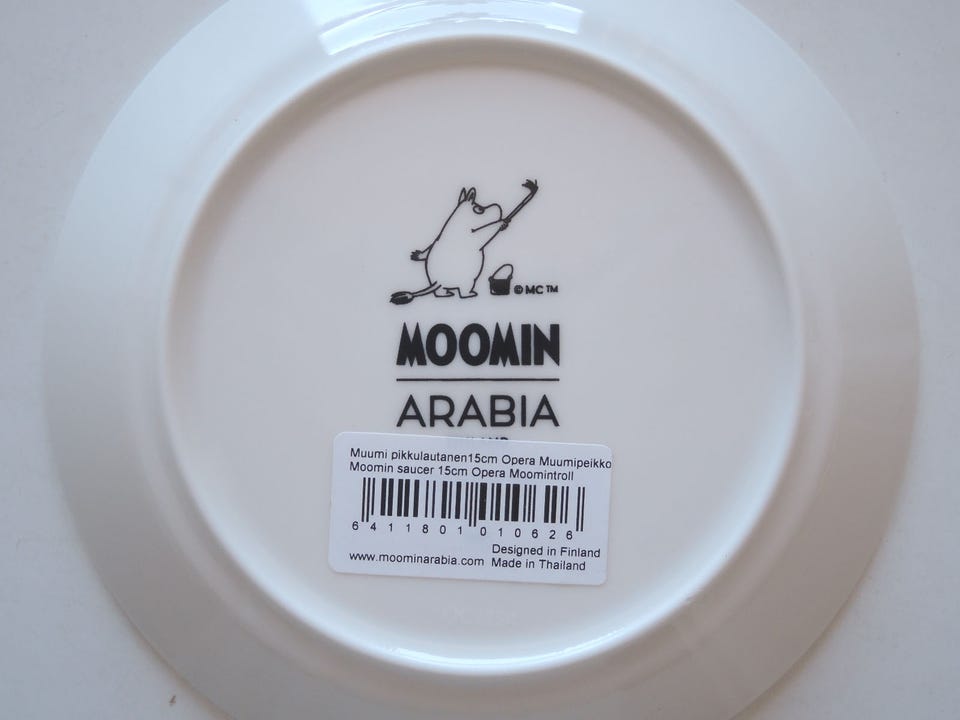 © MC ™
MOOMIN
ARABIA
Muumi pikkulautanen15cm Opera Muumipeikko
Moomin saucer 15cm Opera Moomintroll
6 411801 010626
Designed in Finland
www.moominarabia.com Made in Thailand